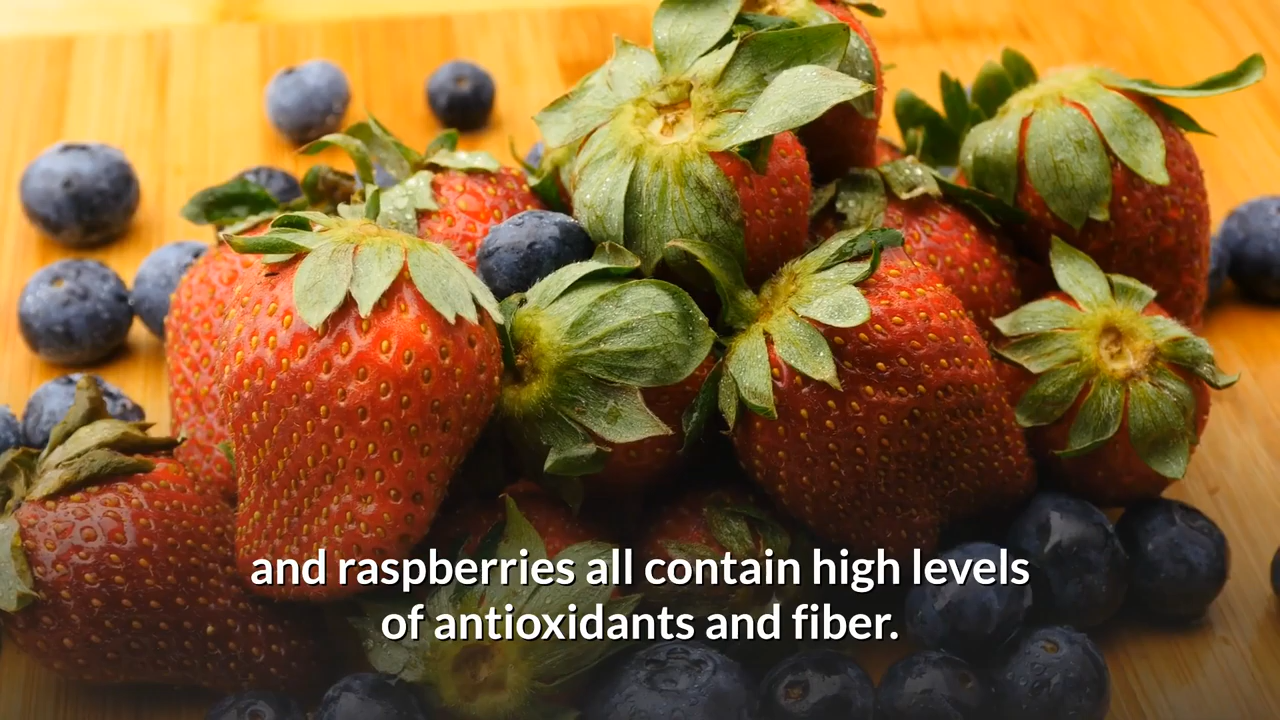 and raspberries all contain high levels
of antioxidants and fiber.